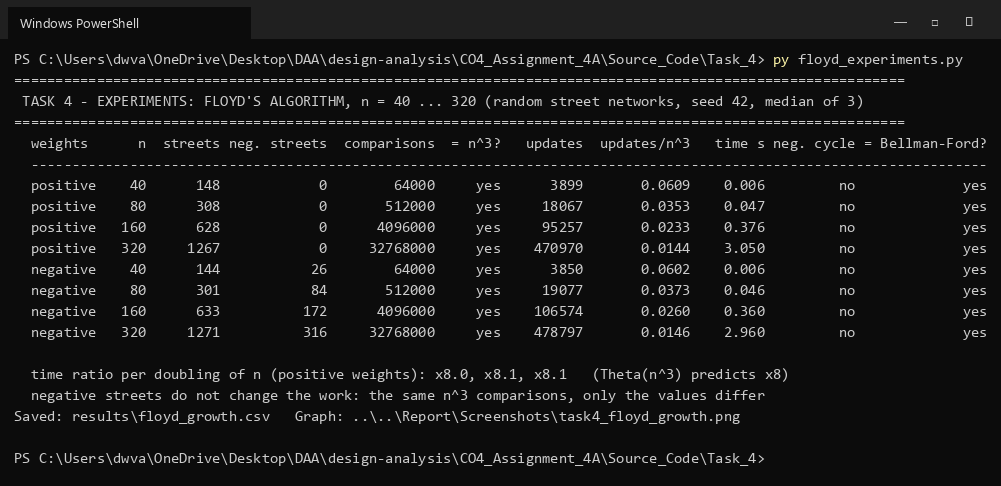 Windows PowerShell
PS C:\Users\dwva\OneDrive\Desktop\DAA\design-analysis\CO4_Assignment_4A\Source_Code\Task_4> py floyd_experiments.py
============================================================================================================
TASK 4 - EXPERIMENTS: FLOYD'S ALGORITHM, n = 40 ... 320 (random street networks, seed 42, median of 3)
============================================================================================================
weights n streets neg. streets comparisons = n^3? updates updates/n^3 time s neg. cycle = Bellman-Ford?
--------------------------------------------------------------------------------------------------------------------
positive 40 148 0 64000 yes 3899 0.0609 0.006 no yes
positive 80 308 0 512000 yes 18067 0.0353 0.047 no yes
positive 160 628 0 4096000 yes 95257 0.0233 0.376 no yes
positive 320 1267 0 32768000 yes 470970 0.0144 3.050 no yes
negative 40 144 26 64000 yes 3850 0.0602 0.006 no yes
negative 80 301 84 512000 yes 19077 0.0373 0.046 no yes
negative 160 633 172 4096000 yes 106574 0.0260 0.360 no yes
negative 320 1271 316 32768000 yes 478797 0.0146 2.960 no yes
time ratio per doubling of n (positive weights): x8.0, x8.1, x8.1 (Theta(n^3) predicts x8)
negative streets do not change the work: the same n^3 comparisons, only the values differ
Saved: results\floyd_growth.csv Graph: ..\..\Report\Screenshots\task4_floyd_growth.png
PS C:\Users\dwva\OneDrive\Desktop\DAA\design-analysis\CO4_Assignment_4A\Source_Code\Task_4>